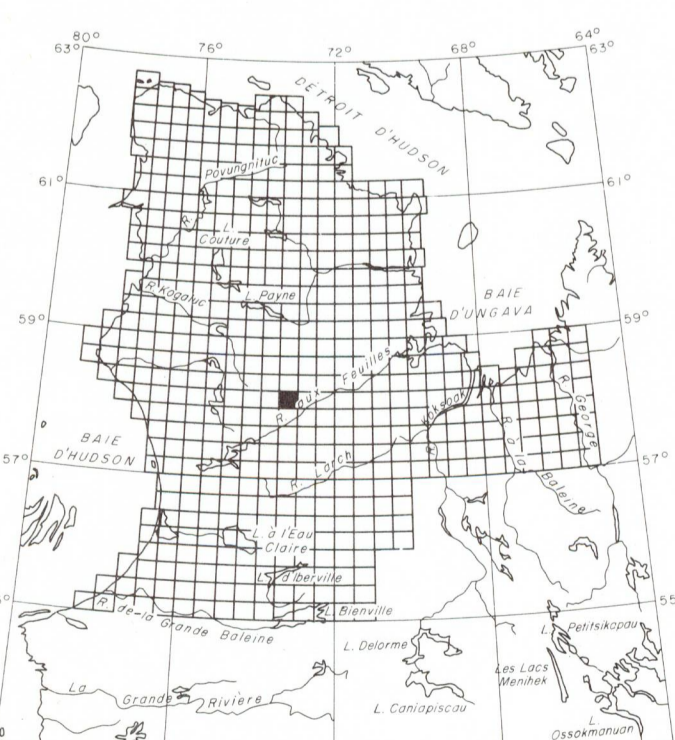 80°
76°
72°
68°
64°
63°
63°
DÉTROIT D'HUDSON
61°
61°
Povungnituc
R.
L.
Couture
R. Kogaluc
L. Payne
BAIE
D'UNGAVA
59°
59°
R. aux Feuilles
Koksoak
R.
R. George
R. à la Baleine
BAIE
D'HUDSON
57°
57°
R. Larch
L. à l'Eau
Claire
L. d'Iberville
L. Bienville
R. de-la Grande Baleine
55
L. Delorme
L. Petitsikapau
Les Lacs
Menihek
La Grande Rivière
L. Caniapiscau
L.
Ossokmanuan